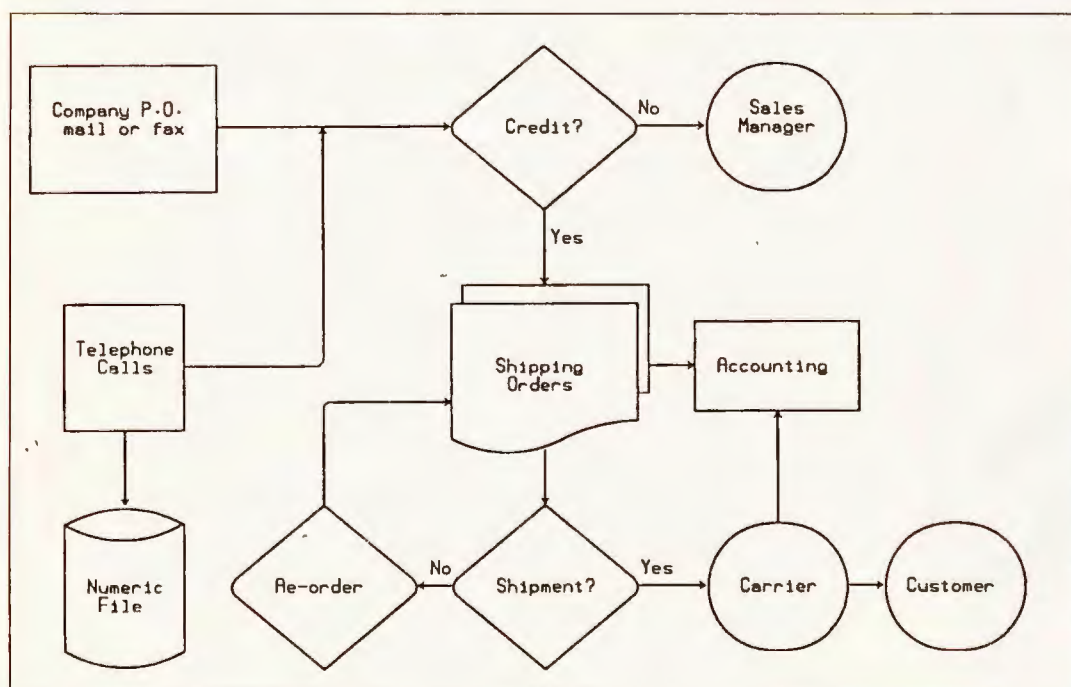 Company P.O.
mail or fax
Credit?
No
Sales
Manager
Yes
Telephone
Calls
Shipping
Orders
Accounting
Numeric
File
Re-order
No
Shipment?
Yes
Carrier
Customer